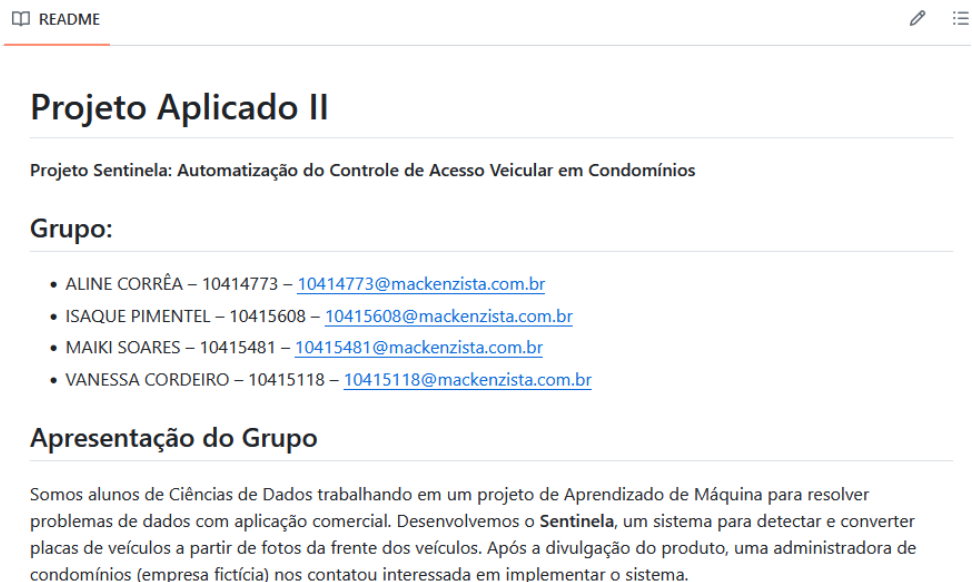 README
Projeto Aplicado II
Projeto Sentinela: Automatização do Controle de Acesso Veicular em Condomínios
Grupo:
• ALINE CORRÊA – 10414773 – 10414773@mackenzista.com.br
• ISAQUE PIMENTEL – 10415608 – 10415608@mackenzista.com.br
• MAIKI SOARES – 10415481 – 10415481@mackenzista.com.br
• VANESSA CORDEIRO – 10415118 – 10415118@mackenzista.com.br
Apresentação do Grupo
Somos alunos de Ciências de Dados trabalhando em um projeto de Aprendizado de Máquina para resolver
problemas de dados com aplicação comercial. Desenvolvemos o Sentinela, um sistema para detectar e converter
placas de veículos a partir de fotos da frente dos veículos. Após a divulgação do produto, uma administradora de
condomínios (empresa fictícia) nos contatou interessada em implementar o sistema.